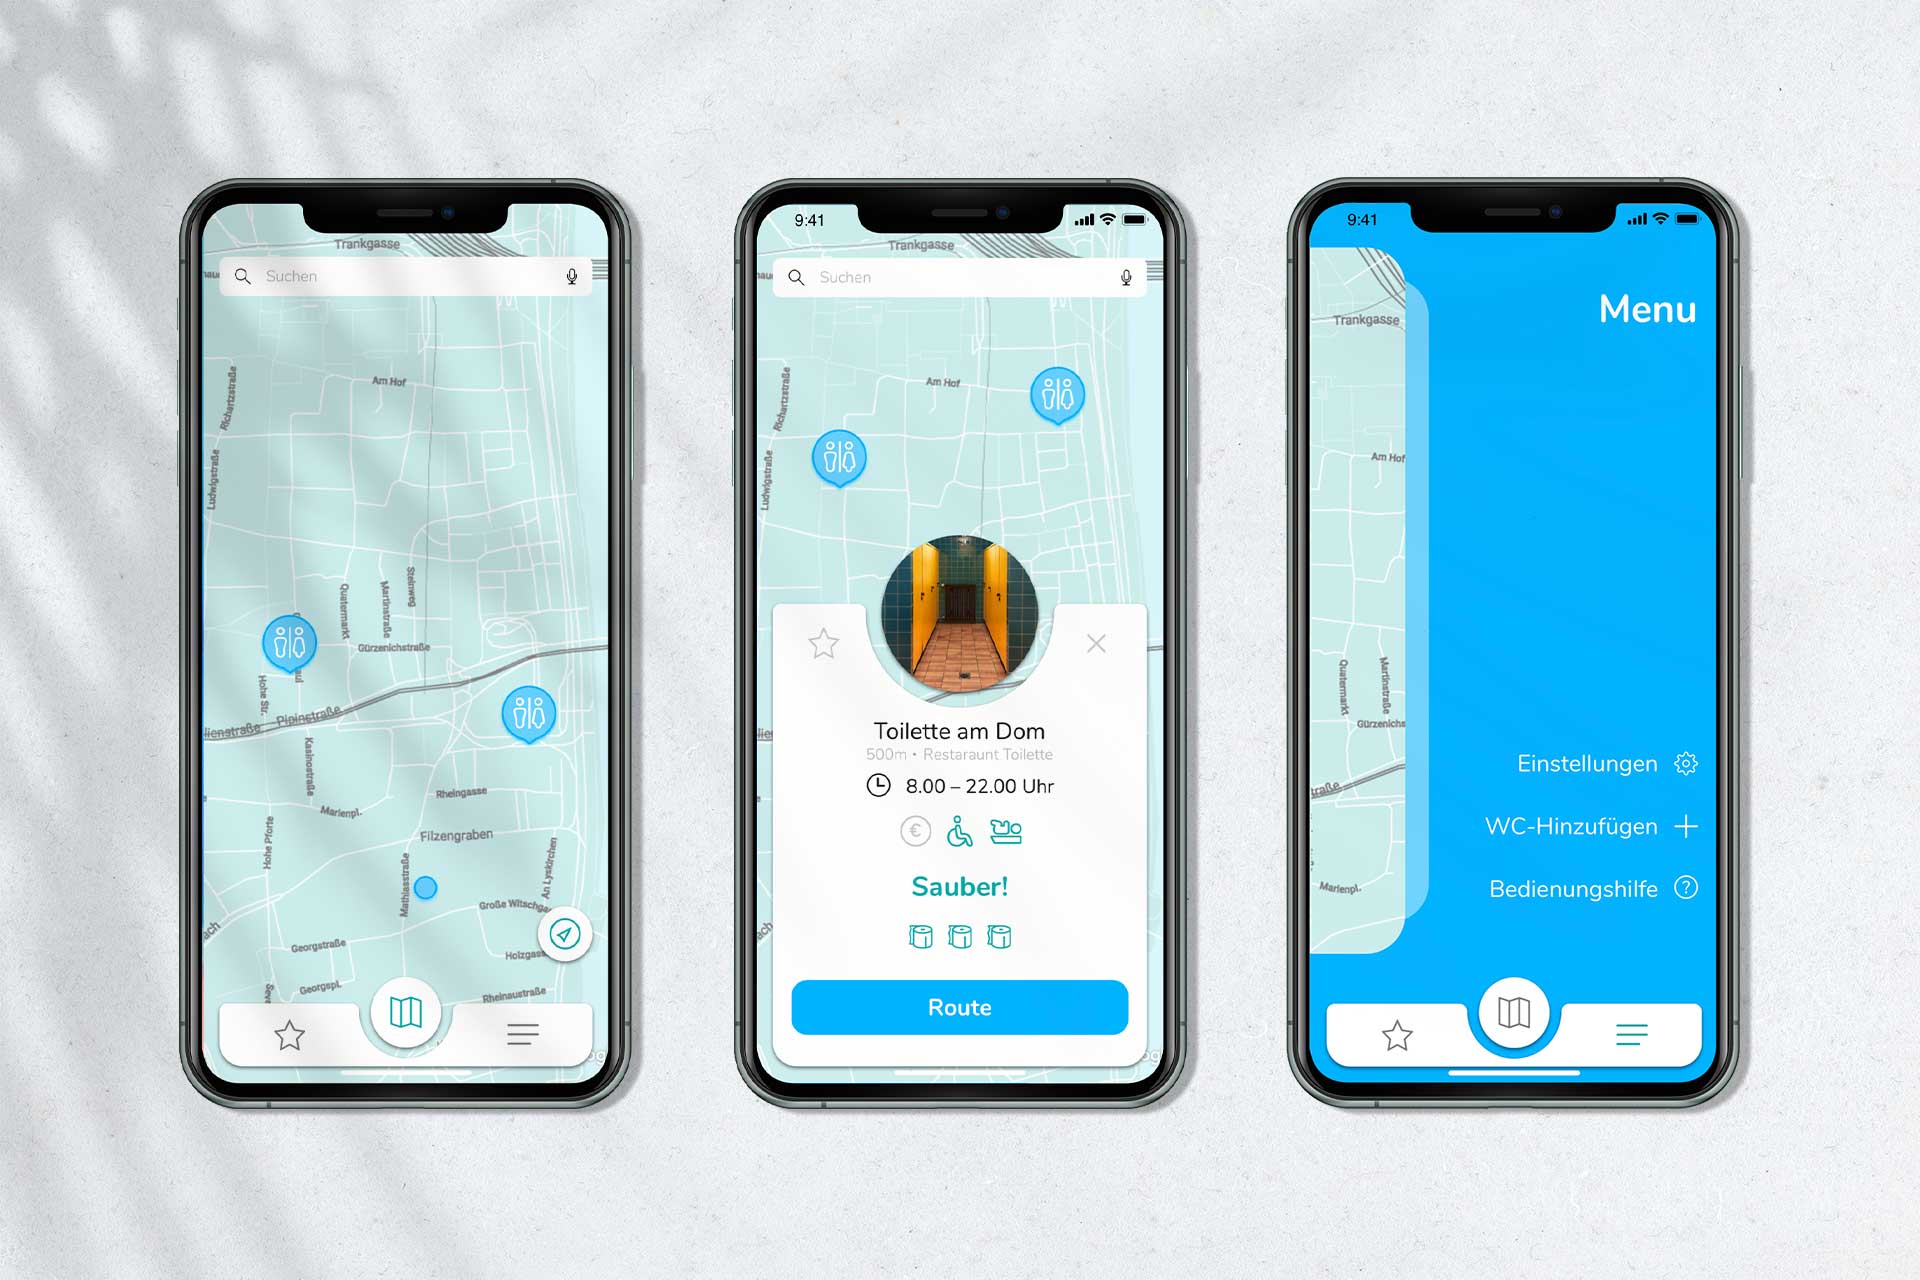 Trankgasse
Suchen
Am Hof
Richartzstraße
Ludwigstraße
Steinweg
Martinstraße
Quatermarkt
Gürzenichstraße
Hohe Str.
Pipinstraße
lienstraße
Kasinostraße
Rheingasse
Marienpl.
Filzengraben
Hohe Pforte
Mathiasstraße
An Lyskirchen
Große Witschga
Georgstraße
Holzgass
Georgspl.
Rheinaustraße
9:41
Trankgasse
Suchen
Am Hof
Richartzstraße
Ludwigstraße
Toilette am Dom
500m • Restaraunt Toilette
8.00 – 22.00 Uhr
€
Sauber!
Route
9:41
Menu
Trankgasse
Am Hof
Quatermarkt
Martinstraße
Gürzenichs
Einstellungen
traße
WC-Hinzufügen
Marienpl.
Bedienungshilfe
?